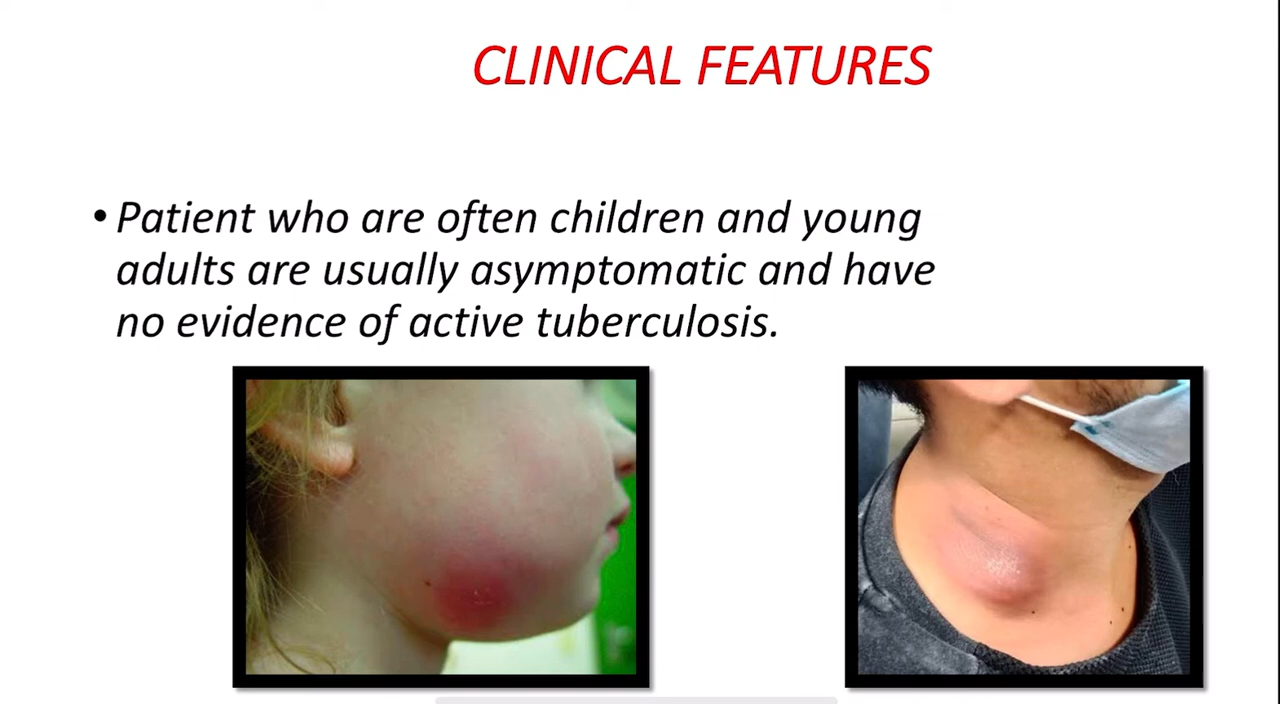 CLINICAL FEATURES
• Patient who are often children and young
adults are usually asymptomatic and have
no evidence of active tuberculosis.